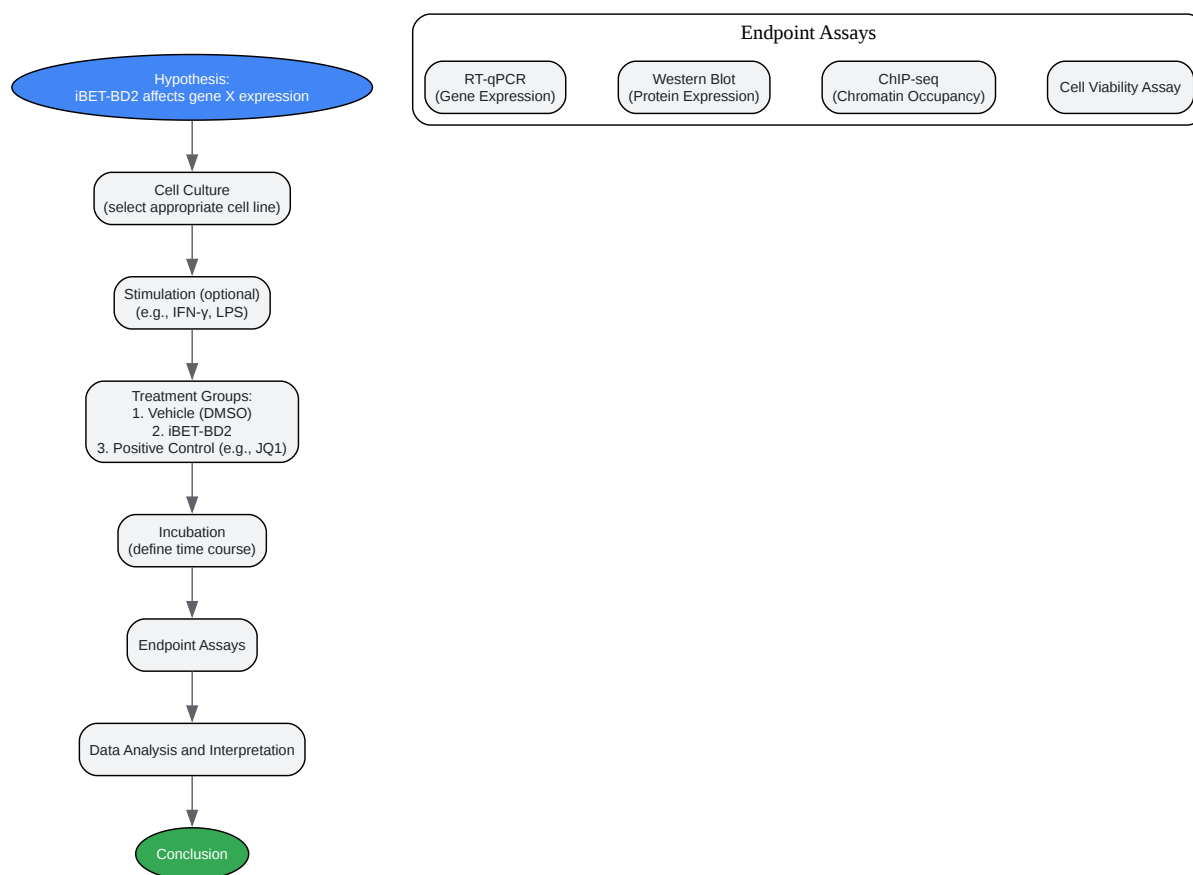 Hypothesis:
iBET-BD2 affects gene X expression
Cell Culture
(select appropriate cell line)
Stimulation (optional)
(e.g., IFN-γ, LPS)
Treatment Groups:
1. Vehicle (DMSO)
2. iBET-BD2
3. Positive Control (e.g., JQ1)
Incubation
(define time course)
Endpoint Assays
Data Analysis and Interpretation
Conclusion
Endpoint Assays
RT-qPCR
(Gene Expression)
Western Blot
(Protein Expression)
ChIP-seq
(Chromatin Occupancy)
Cell Viability Assay